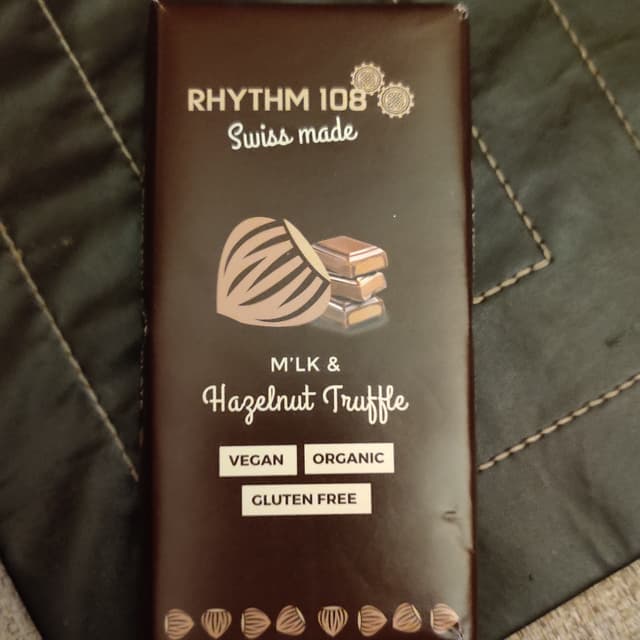 RHYTHM 108
Swiss made
M'LK &
Hazelnut Truffle
VEGAN ORGANIC
GLUTEN FREE